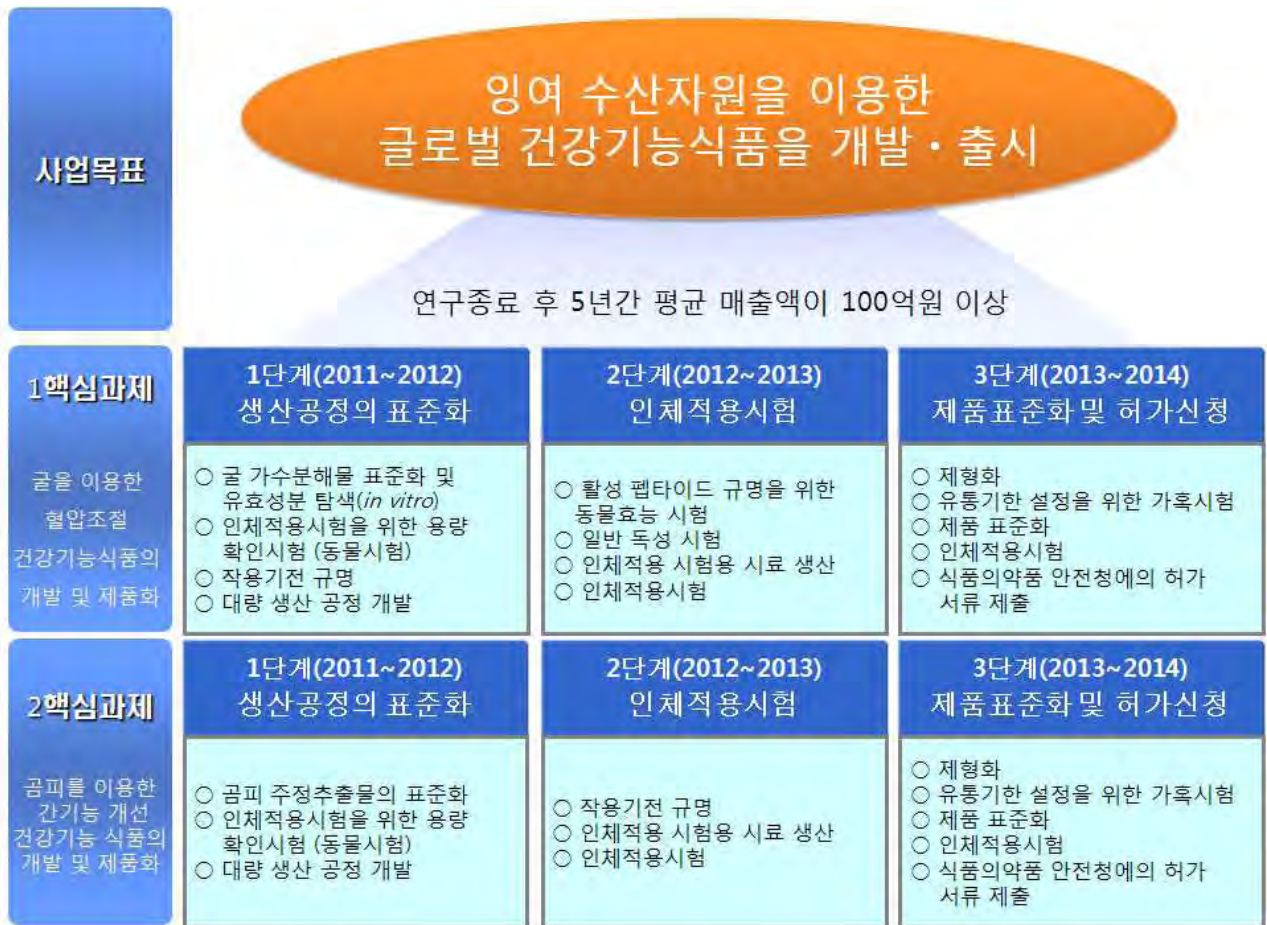 사업목표
잉여 수산자원을 이용한
글로벌 건강기능식품을 개발・출시
연구종료 후 5년간 평균 매출액이 100억원 이상
1핵심과제
굴을 이용한
혈압조절
건강기능식품의
개발 및 제품화
1단계(2011~2012)
생산공정의 표준화
○ 굴 가수분해물 표준화 및
유효성분 탐색(in vitro)
○ 인체적용시험을 위한 용량
확인시험 (동물시험)
○ 작용기전 규명
○ 대량 생산 공정 개발
2단계(2012~2013)
인체적용시험
○ 활성 펩타이드 규명을 위한
동물효능 시험
○ 일반 독성 시험
○ 인체적용 시험용 시료 생산
○ 인체적용시험
3단계(2013~2014)
제품표준화 및 허가신청
○ 제형화
○ 유통기한 설정을 위한 가혹시험
○ 제품 표준화
○ 인체적용시험
○ 식품의약품 안전청에의 허가
서류 제출
2핵심과제
곰피를 이용한
간기능 개선
건강기능 식품의
개발 및 제품화
1단계(2011~2012)
생산공정의 표준화
○ 곰피 주정추출물의 표준화
○ 인체적용시험을 위한 용량
확인시험 (동물시험)
○ 대량 생산 공정 개발
2단계(2012~2013)
인체적용시험
○ 작용기전 규명
○ 인체적용 시험용 시료 생산
○ 인체적용시험
3단계(2013~2014)
제품표준화 및 허가신청
○ 제형화
○ 유통기한 설정을 위한 가혹시험
○ 제품 표준화
○ 인체적용시험
○ 식품의약품 안전청에의 허가
서류 제출